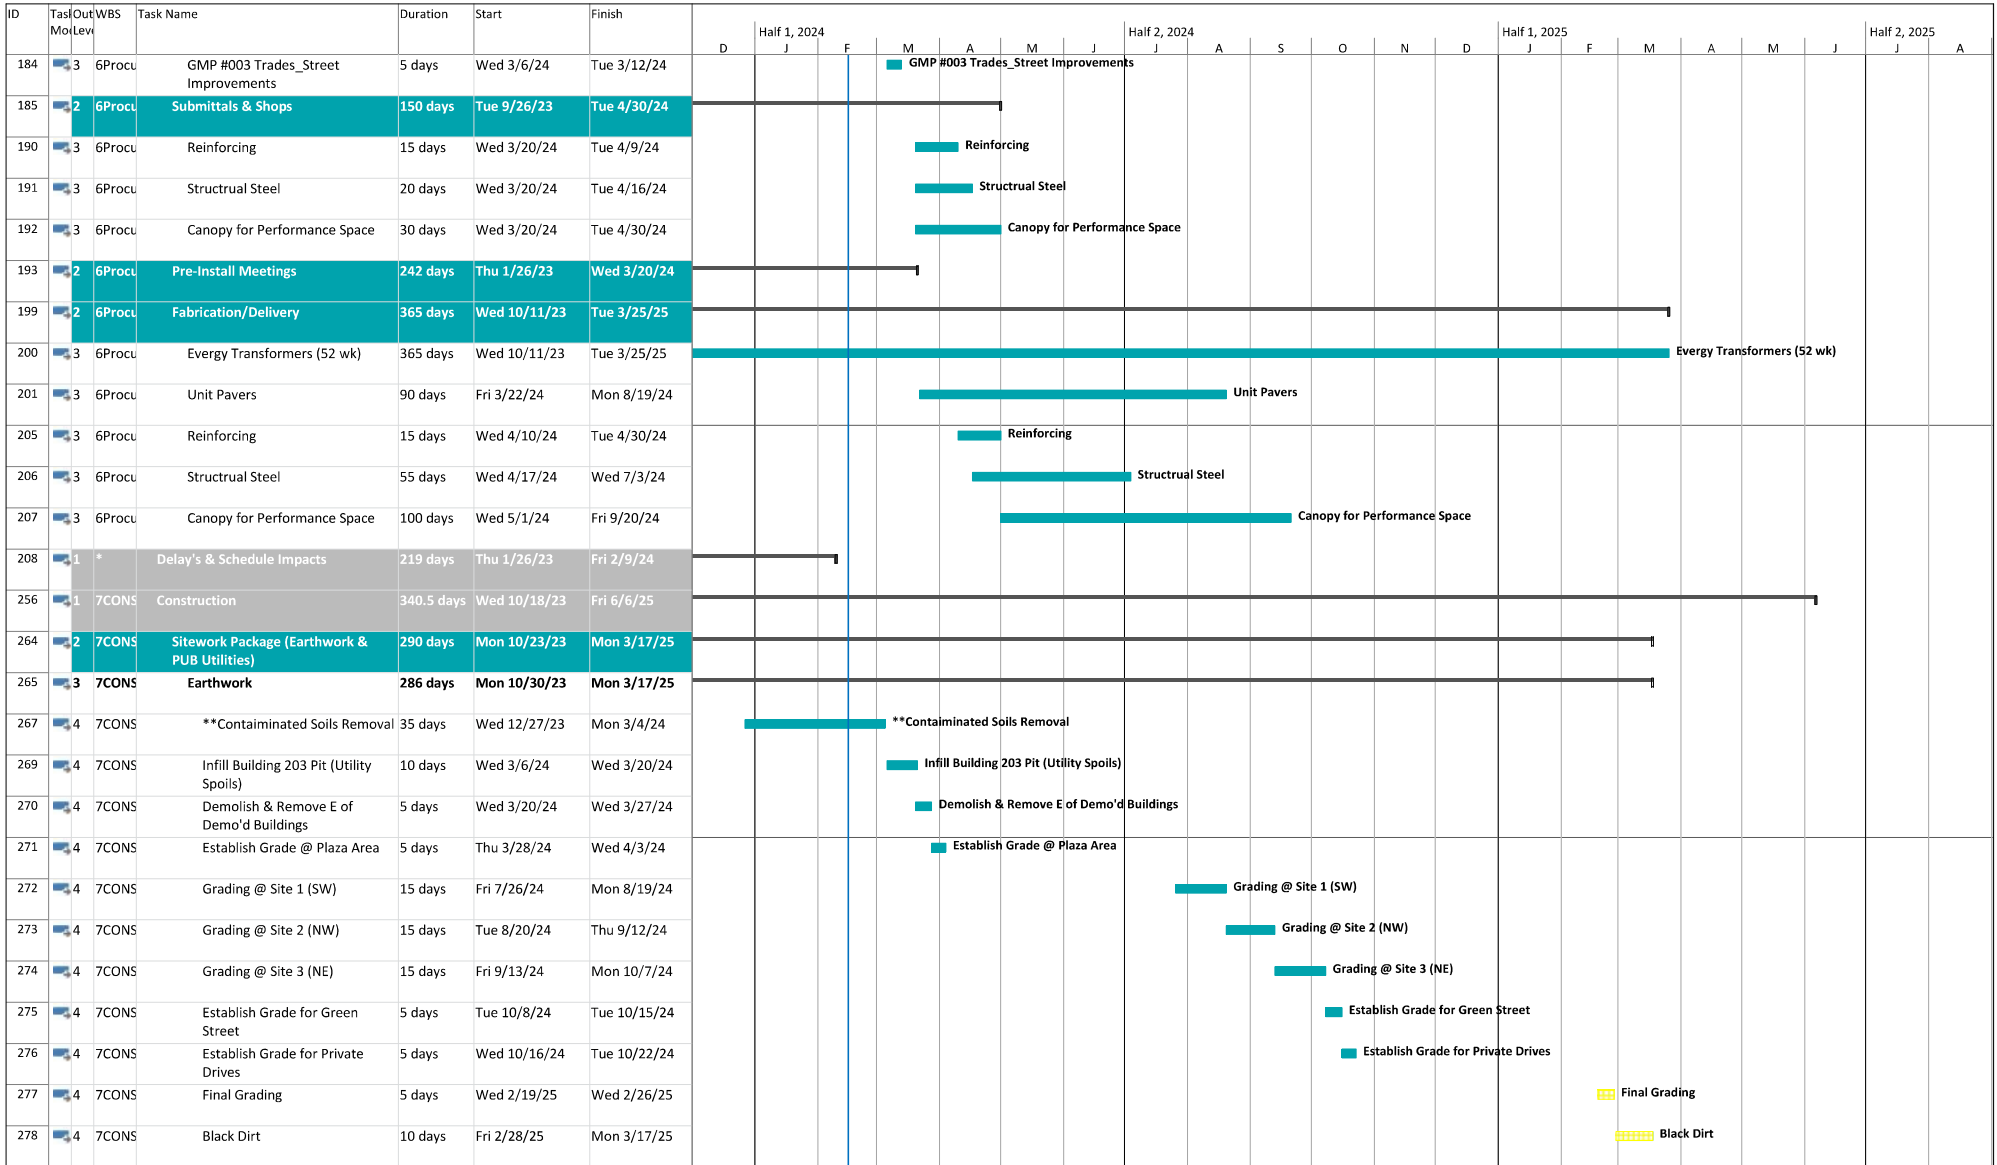 ID Task Mod Out Leve WBS Task Name Duration Start Finish
Half 1, 2024 Half 2, 2024 Half 1, 2025 Half 2, 2025
D J F M A M J J A S O N D J F M A M J J A
184 3 6Procu GMP #003 Trades_Street Improvements 5 days Wed 3/6/24 Tue 3/12/24 GMP #003 Trades_Street Improvements
185 2 6Procu Submittals & Shops 150 days Tue 9/26/23 Tue 4/30/24
190 3 6Procu Reinforcing 15 days Wed 3/20/24 Tue 4/9/24 Reinforcing
191 3 6Procu Structrual Steel 20 days Wed 3/20/24 Tue 4/16/24 Structrual Steel
192 3 6Procu Canopy for Performance Space 30 days Wed 3/20/24 Tue 4/30/24 Canopy for Performance Space
193 2 6Procu Pre-Install Meetings 242 days Thu 1/26/23 Wed 3/20/24
199 2 6Procu Fabrication/Delivery 365 days Wed 10/11/23 Tue 3/25/25
200 3 6Procu Evergy Transformers (52 wk) 365 days Wed 10/11/23 Tue 3/25/25 Evergy Transformers (52 wk)
201 3 6Procu Unit Pavers 90 days Fri 3/22/24 Mon 8/19/24 Unit Pavers
205 3 6Procu Reinforcing 15 days Wed 4/10/24 Tue 4/30/24 Reinforcing
206 3 6Procu Structrual Steel 55 days Wed 4/17/24 Wed 7/3/24 Structrual Steel
207 3 6Procu Canopy for Performance Space 100 days Wed 5/1/24 Fri 9/20/24 Canopy for Performance Space
208 1 * Delay's & Schedule Impacts 219 days Thu 1/26/23 Fri 2/9/24
256 1 7CONS Construction 340.5 days Wed 10/18/23 Fri 6/6/25
264 2 7CONS Sitework Package (Earthwork & PUB Utilities) 290 days Mon 10/23/23 Mon 3/17/25
265 3 7CONS Earthwork 286 days Mon 10/30/23 Mon 3/17/25
267 4 7CONS **Contaiminated Soils Removal 35 days Wed 12/27/23 Mon 3/4/24 **Contaiminated Soils Removal
269 4 7CONS Infill Building 203 Pit (Utility Spoils) 10 days Wed 3/6/24 Wed 3/20/24 Infill Building 203 Pit (Utility Spoils)
270 4 7CONS Demolish & Remove E of Demo'd Buildings 5 days Wed 3/20/24 Wed 3/27/24 Demolish & Remove E of Demo'd Buildings
271 4 7CONS Establish Grade @ Plaza Area 5 days Thu 3/28/24 Wed 4/3/24 Establish Grade @ Plaza Area
272 4 7CONS Grading @ Site 1 (SW) 15 days Fri 7/26/24 Mon 8/19/24 Grading @ Site 1 (SW)
273 4 7CONS Grading @ Site 2 (NW) 15 days Tue 8/20/24 Thu 9/12/24 Grading @ Site 2 (NW)
274 4 7CONS Grading @ Site 3 (NE) 15 days Fri 9/13/24 Mon 10/7/24 Grading @ Site 3 (NE)
275 4 7CONS Establish Grade for Green Street 5 days Tue 10/8/24 Tue 10/15/24 Establish Grade for Green Street
276 4 7CONS Establish Grade for Private Drives 5 days Wed 10/16/24 Tue 10/22/24 Establish Grade for Private Drives
277 4 7CONS Final Grading 5 days Wed 2/19/25 Wed 2/26/25 Final Grading
278 4 7CONS Black Dirt 10 days Fri 2/28/25 Mon 3/17/25 Black Dirt